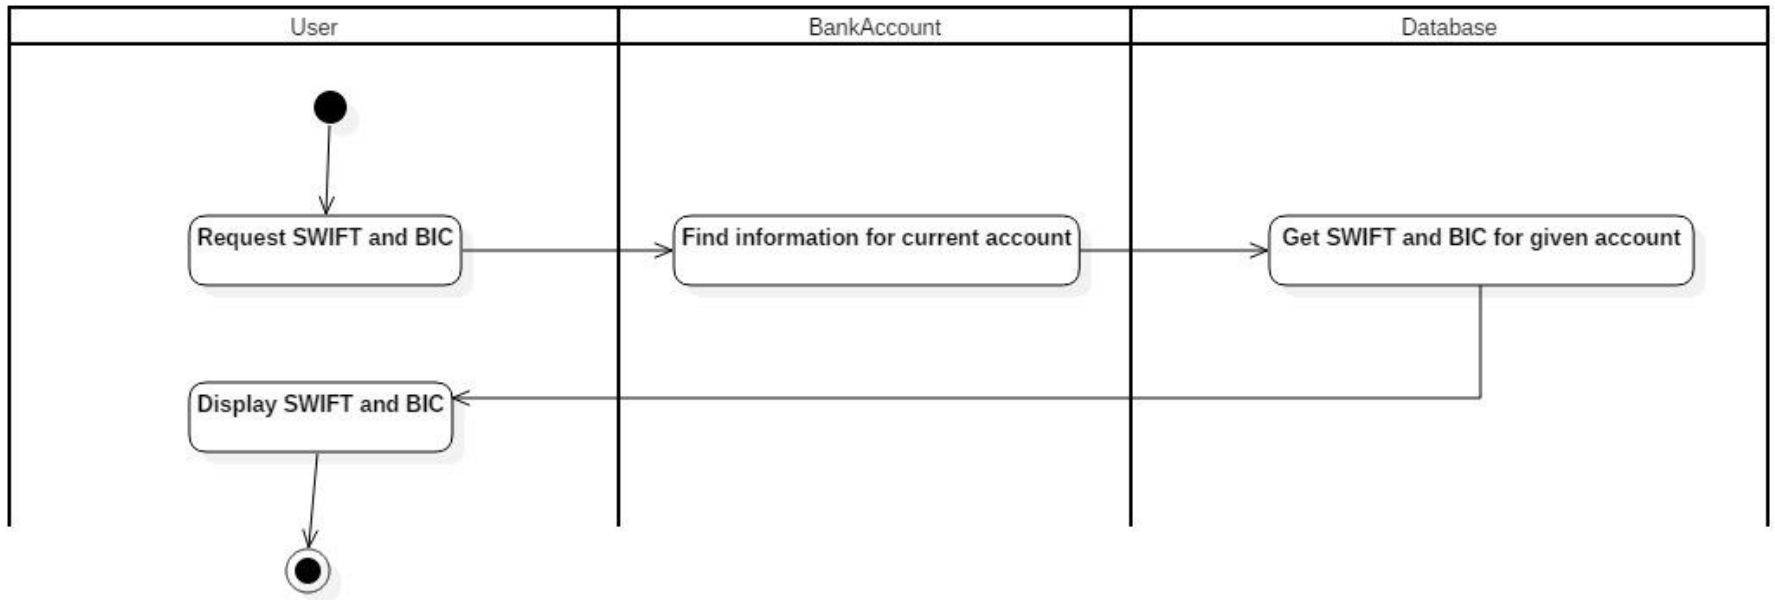 User
BankAccount
Database
Request SWIFT and BIC
Find information for current account
Get SWIFT and BIC for given account
Display SWIFT and BIC